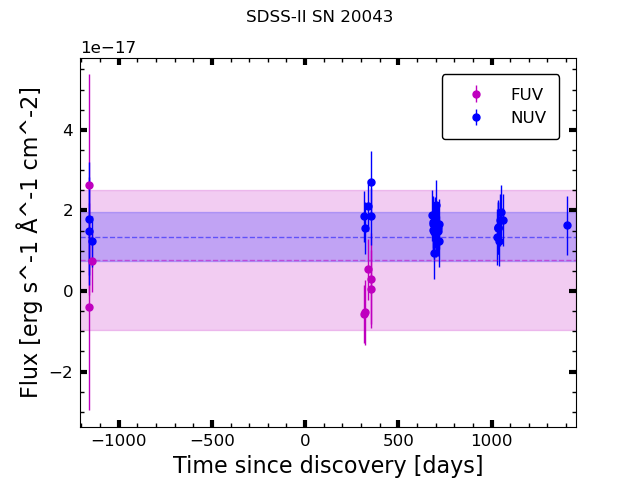 SDSS-II SN 20043
1e−17
FUV
NUV
4
2
0
−2
−1000
−500
0
500
1000
Flux [erg s^-1 Å^-1 cm^-2]
Time since discovery [days]